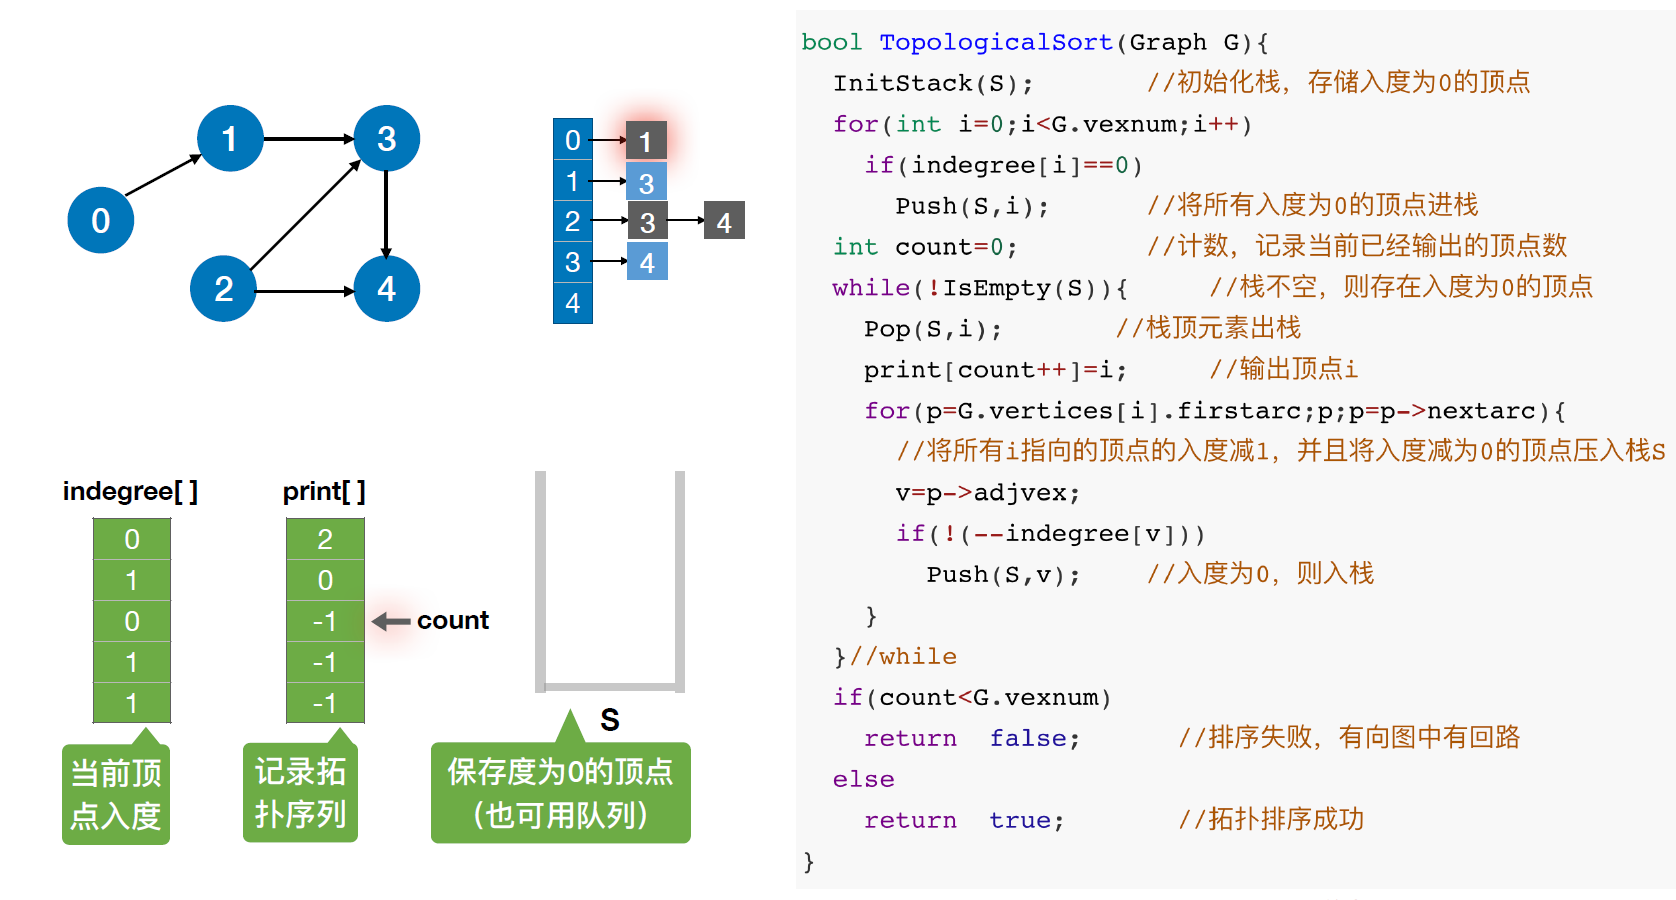 1
3
0
2
4
0 1
1 3
2 3 4
3 4
4
indegree[ ]
0
1
0
1
1
当前顶
点入度
print[ ]
2
0
-1
-1
-1
count
记录拓
扑序列
S
保存度为0的顶点
（也可用队列）
bool TopologicalSort(Graph G){
InitStack(S); //初始化栈，存储入度为0的顶点
for(int i=0;i<G.vexnum;i++)
if(indegree[i]==0)
Push(S,i); //将所有入度为0的顶点进栈
int count=0; //计数，记录当前已经输出的顶点数
while(!IsEmpty(S)){ //栈不空，则存在入度为0的顶点
Pop(S,i); //栈顶元素出栈
print[count++]=i; //输出顶点i
for(p=G.vertices[i].firstarc;p;p=p->nextarc){
//将所有i指向的顶点的入度减1，并且将入度减为0的顶点压入栈S
v=p->adjvex;
if(!(--indegree[v]))
Push(S,v); //入度为0，则入栈
}
}//while
if(count<G.vexnum)
return false; //排序失败，有向图中有回路
else
return true; //拓扑排序成功
}